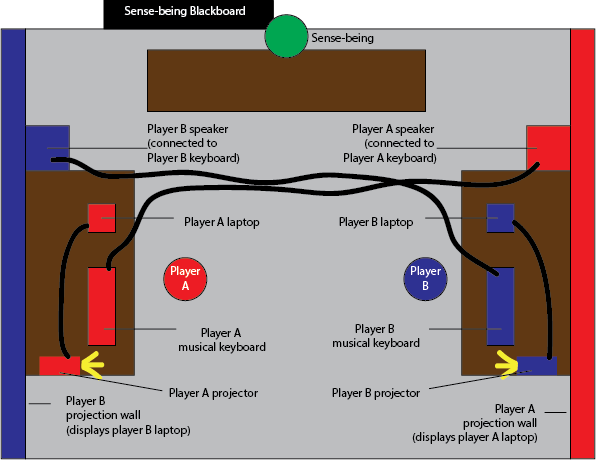 Sense-being Blackboard
Sense-being
Player B speaker
(connected to
Player B keyboard)
Player A speaker
(connected to
Player A keyboard)
Player A laptop
Player B laptop
Player
A
Player
B
Player A
musical keyboard
Player B
musical keyboard
Player A projector
Player B projector
Player B
projection wall
(displays player B laptop)
Player A
projection wall
(displays player A laptop)